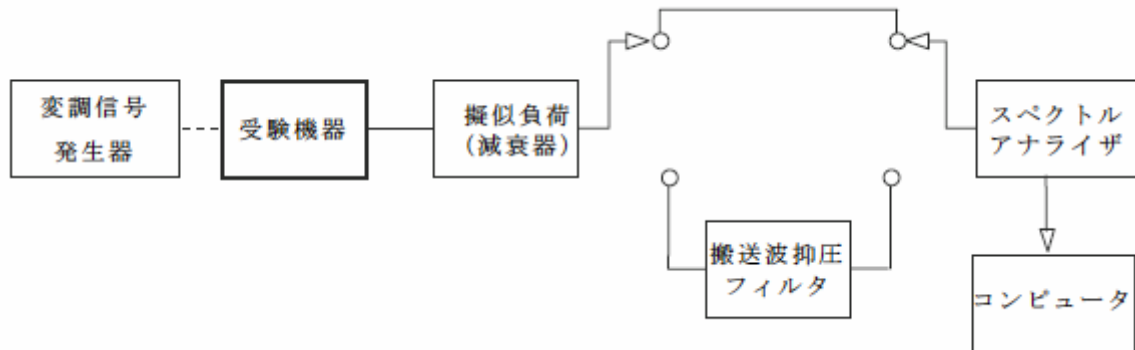 変調信号
発生器
受験機器
擬似負荷
(減衰器)
搬送波抑圧
フィルタ
スペクトル
アナライザ
コンピュータ